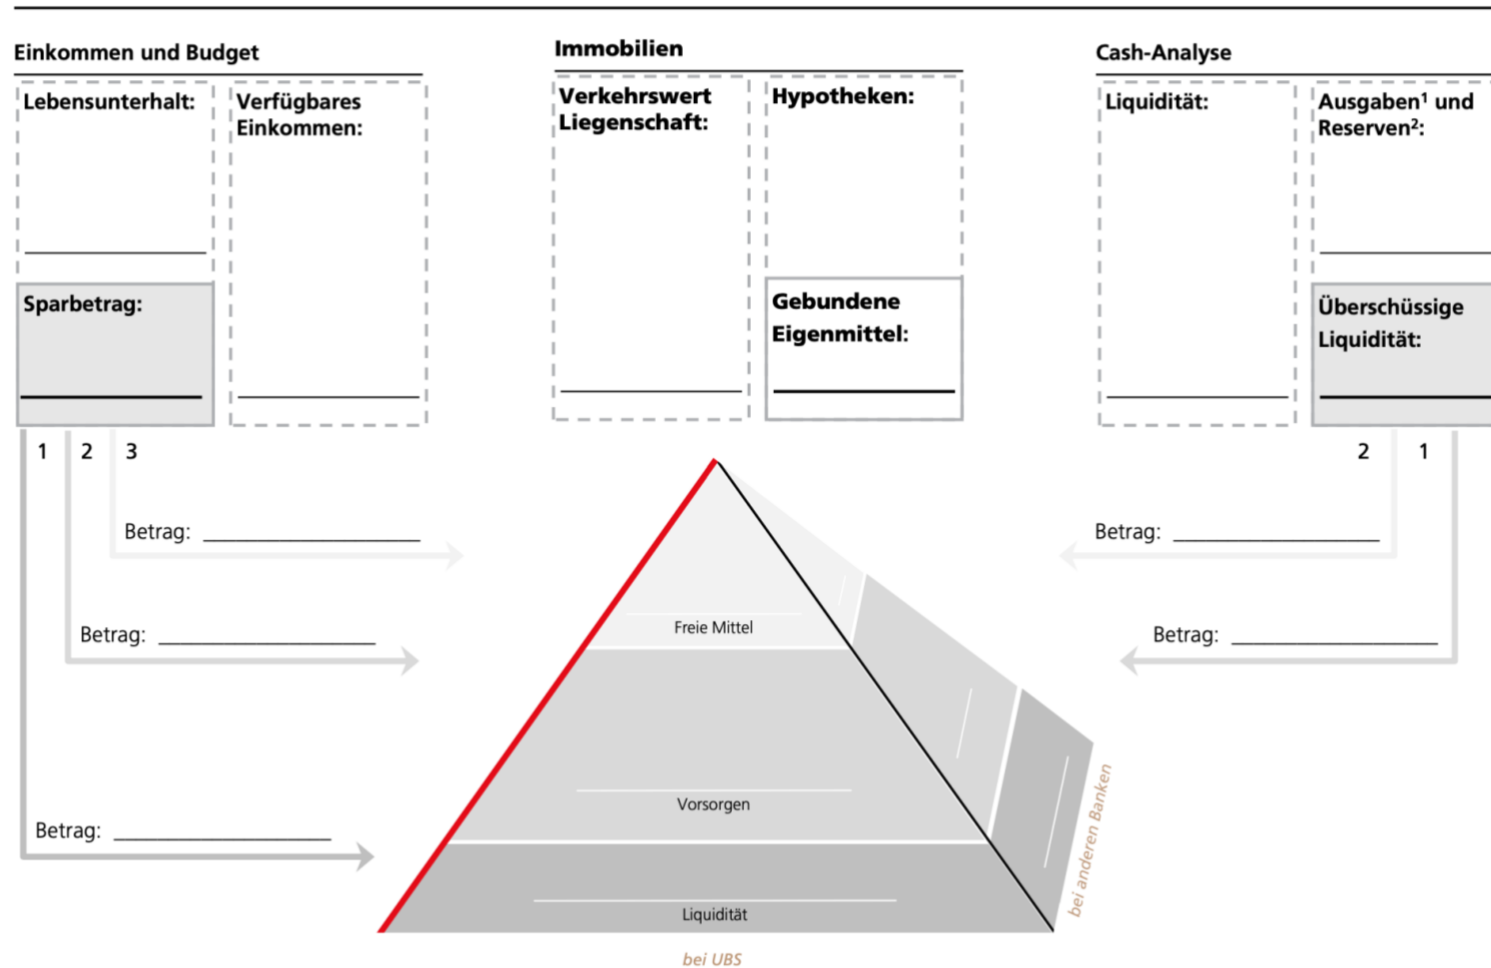 Einkommen und Budget
Lebensunterhalt:
Verfügbares
Einkommen:
Sparbetrag:
Immobilien
Verkehrswert
Liegenschaft:
Hypotheken:
Gebundene
Eigenmittel:
Cash-Analyse
Liquidität:
Ausgaben¹ und
Reserven²:
Überschüssige
Liquidität:
1 2 3
2 1
Betrag:
Betrag:
Betrag:
Betrag:
Betrag:
Freie Mittel
Vorsorgen
Liquidität
bei UBS
bei anderen Banken